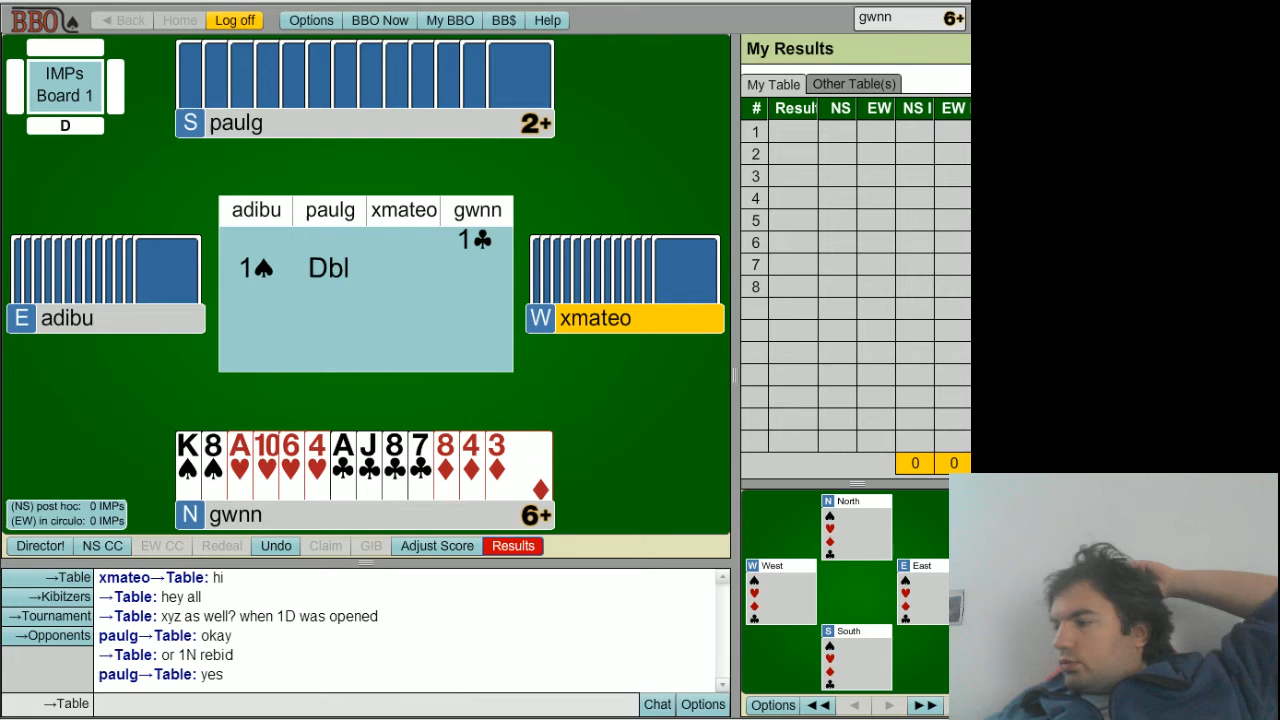 BBO ◄ Back Home Log off Options BBO Now My BBO BB$ Help gwnn 6+
IMPs
Board 1
D
S paulg 2+
My Results
My Table Other Table(s)
# Resul NS EW NS I EW
1
2
3
4
5
6
7
8
0 0
adibu paulg xmateo gwnn
1♣
1♠ Dbl
E adibu
W xmateo
K♠ 8♠ A♥ 10♥ 6♥ 4♥ A♣ J♣ 8♣ 7♣ 8♦ 4♦ 3♦ ♦
N gwnn 6+
(NS) post hoc: 0 IMPs
(EW) in circulo: 0 IMPs
Director! NS CC EW CC Redeal Undo Claim GIB Adjust Score Results
→Table
→Kibitzers
→Tournament
→Opponents
xmateo→Table: hi
→Table: hey all
→Table: xyz as well? when 1D was opened
paulg→Table: okay
→Table: or 1N rebid
paulg→Table: yes
→Table Chat Options
N North
♠
♥
♦
♣
W West
♠
♥
♦
♣
E East
♠
♥
♦
♣
S South
♠
♥
♦
♣
Options ◄◄ ◄ ► ►►